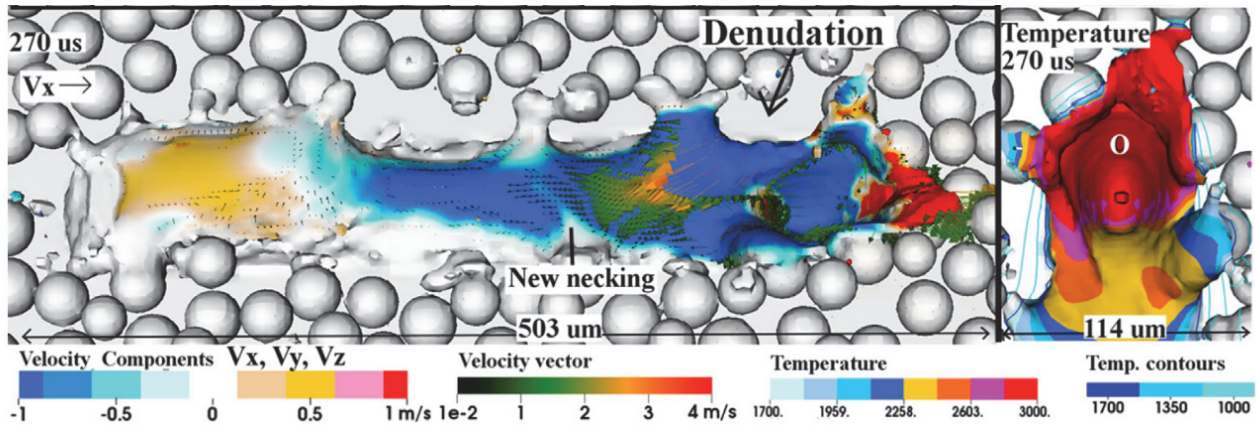 270 us
Vx →
Denudation
New necking
503 um
Temperature
270 us
O
114 um
Velocity Components Vx, Vy, Vz
-1 -0.5 0 0.5 1 m/s
Velocity vector
1e-2 1 2 3 4 m/s
Temperature
1700. 1959. 2258. 2603. 3000.
Temp. contours
1700 1350 1000